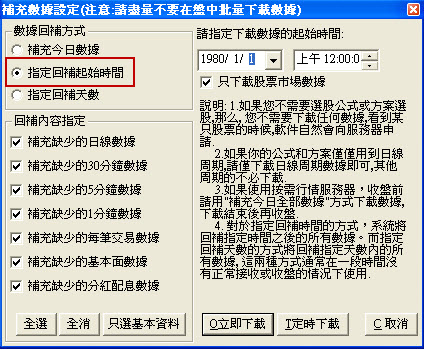 補充數據設定(注意:請盡量不要在盤中批量下載數據)
數據回補方式
補充今日數據
指定回補起始時間
指定回補天數
回補內容指定
補充缺少的日線數據
補充缺少的30分鐘數據
補充缺少的5分鐘數據
補充缺少的1分鐘數據
補充缺少的每筆交易數據
補充缺少的基本面數據
補充缺少的分紅配息數據
全選
全消
只選基本資料
請指定下載數據的起始時間:
1980/ 1/ 1
上午 12:00:0
只下載股票市場數據
說明: 1.如果您不需要選股公式或方案選
股,那么, 您不需要下載任何數據,看到某
只股票的時候,軟件自然會向服務器申
請.
2.如果你的公式和方案僅僅用到日線
周期,請僅下載日線周期數據即可,其他
周期的不必下載.
3.如果使用按需行情服務器，收盤前
請用"補充今日全部數據"方式下載數據,
下載結束後再收盤.
4. 對於指定回補時間的方式，系統將
回補指定時間之後的所有數據。而指定
回補天數的方式將回補指定天數內的所
有數據, 這兩種方式通常在一段時間沒
有正常接收或收盤的情況下使用.
O立即下載
T定時下載
C 取消